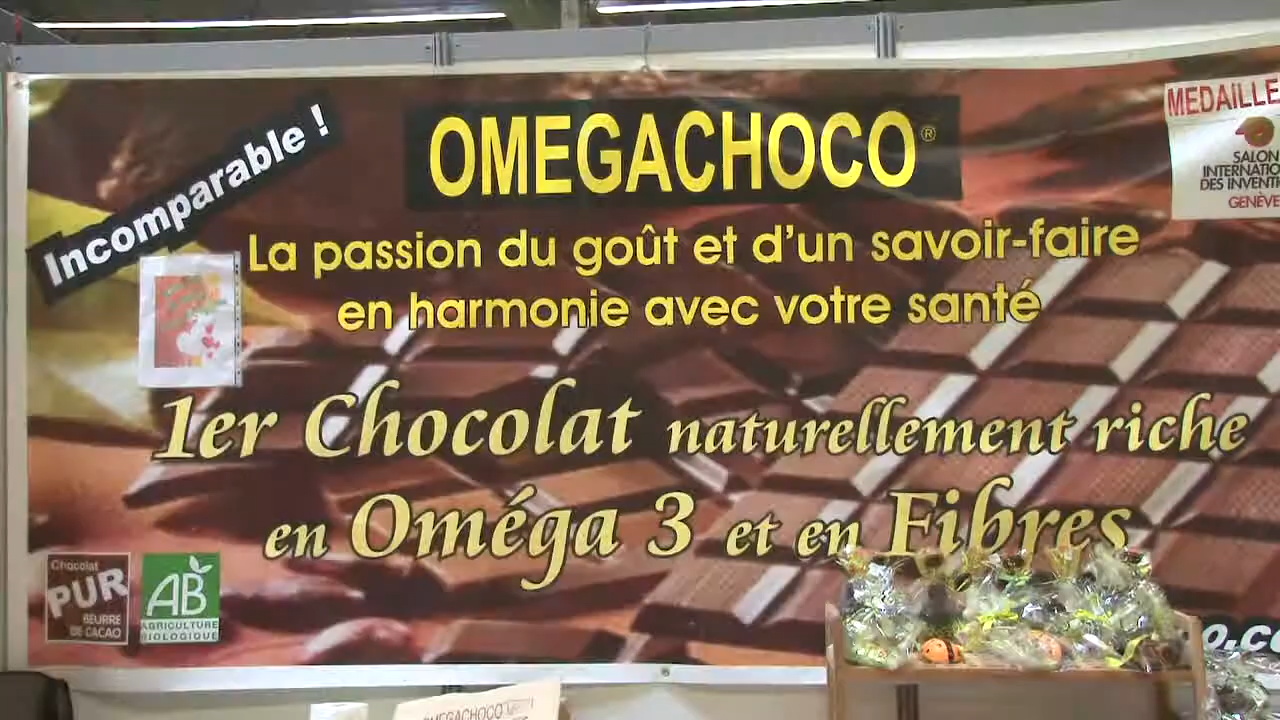 Incomparable !
OMEGACHOCO®
La passion du goût et d'un savoir-faire
en harmonie avec votre santé
1er Chocolat naturellement riche
en Oméga 3 et en Fibres
MEDAILLE
SALON
INTERNATIO
DES INVENT
GENÈVE
Chocolat
PUR
BEURRE
DE CACAO
AB
AGRICULTURE
BIOLOGIQUE
o.c
OMEGACHOCO